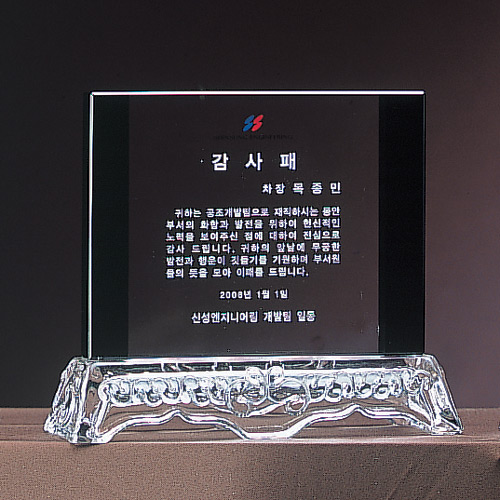 감 사 패
차장 목 종 민
귀하는 공조개발팀으로 재직하시는 동안
부서의 화합과 발전을 위하여 헌신적인
노력을 보여주신 점에 대하여 진심으로
감사 드립니다. 귀하의 앞날에 무궁한
발전과 행운이 깃들기를 기원하며 부서원
들의 뜻을 모아 이패를 드립니다.
2008년 1월 1일
신성엔지니어링 개발팀 일동